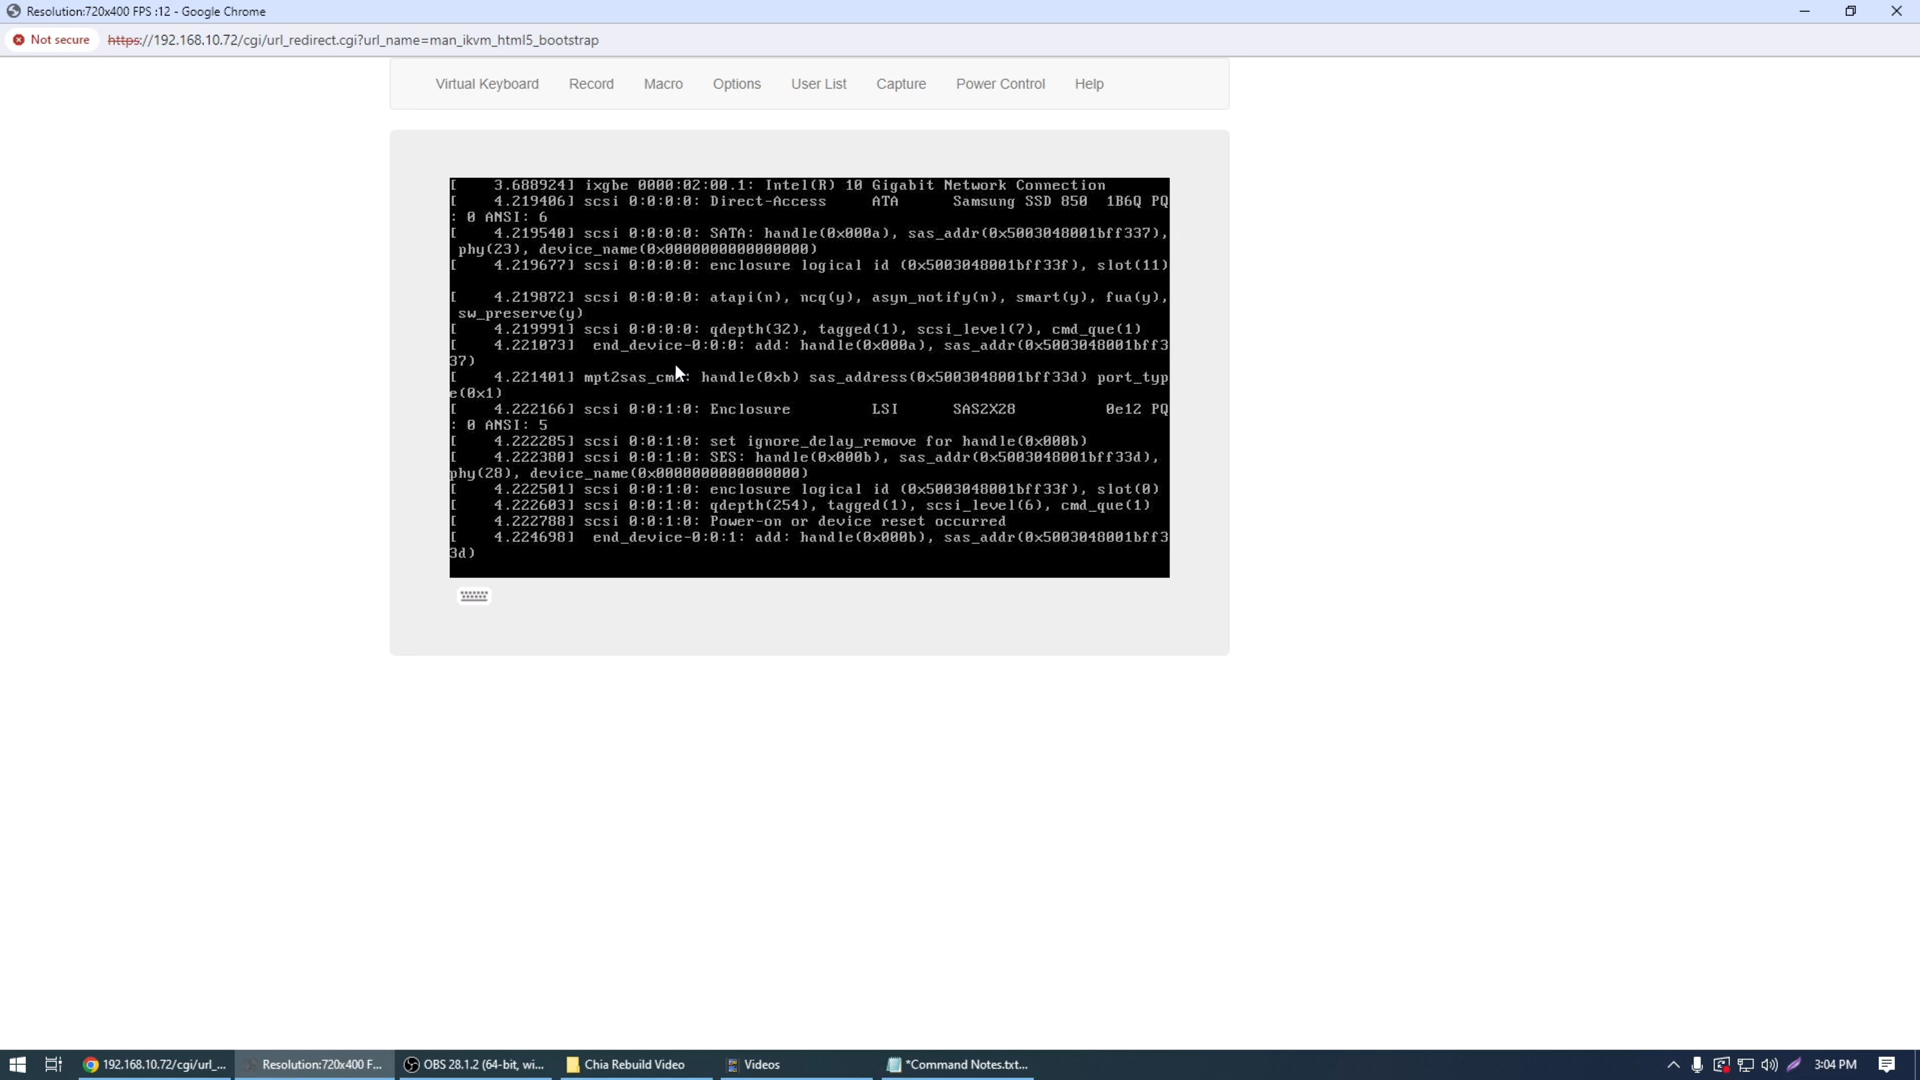 Resolution:720x400 FPS :12 - Google Chrome
Not secure https://192.168.10.72/cgi/url_redirect.cgi?url_name=man_ikvm_html5_bootstrap
Virtual Keyboard Record Macro Options User List Capture Power Control Help
[    3.688924] ixgbe 0000:02:00.1: Intel(R) 10 Gigabit Network Connection
[    4.219406] scsi 0:0:0:0: Direct-Access     ATA      Samsung SSD 850  1B6Q PQ
: 0 ANSI: 6
[    4.219540] scsi 0:0:0:0: SATA: handle(0x000a), sas_addr(0x5003048001bff337),
 phy(23), device_name(0x0000000000000000)
[    4.219677] scsi 0:0:0:0: enclosure logical id (0x5003048001bff33f), slot(11)
[    4.219872] scsi 0:0:0:0: atapi(n), ncq(y), asyn_notify(n), smart(y), fua(y),
 sw_preserve(y)
[    4.219991] scsi 0:0:0:0: qdepth(32), tagged(1), scsi_level(7), cmd_que(1)
[    4.221073]  end_device-0:0:0: add: handle(0x000a), sas_addr(0x5003048001bff3
37)
[    4.221401] handle(0xb) sas_address(0x5003048001bff33d) port_typ
e(0x1)
[    4.222166] scsi 0:0:1:0: Enclosure         LSI      SAS2X28          0e12 PQ
: 0 ANSI: 5
[    4.222285] scsi 0:0:1:0: set ignore_delay_remove for handle(0x000b)
[    4.222380] scsi 0:0:1:0: SES: handle(0x000b), sas_addr(0x5003048001bff33d),
phy(28), device_name(0x0000000000000000)
[    4.222501] scsi 0:0:1:0: enclosure logical id (0x5003048001bff33f), slot(0)
[    4.222603] scsi 0:0:1:0: qdepth(254), tagged(1), scsi_level(6), cmd_que(1)
[    4.222788] scsi 0:0:1:0: Power-on or device reset occurred
[    4.224698]  end_device-0:0:1: add: handle(0x000b), sas_addr(0x5003048001bff3
3d)
192.168.10.72/cgi/url_... Resolution:720x400 F... OBS 28.1.2 (64-bit, wi... Chia Rebuild Video Videos *Command Notes.txt... 3:04 PM